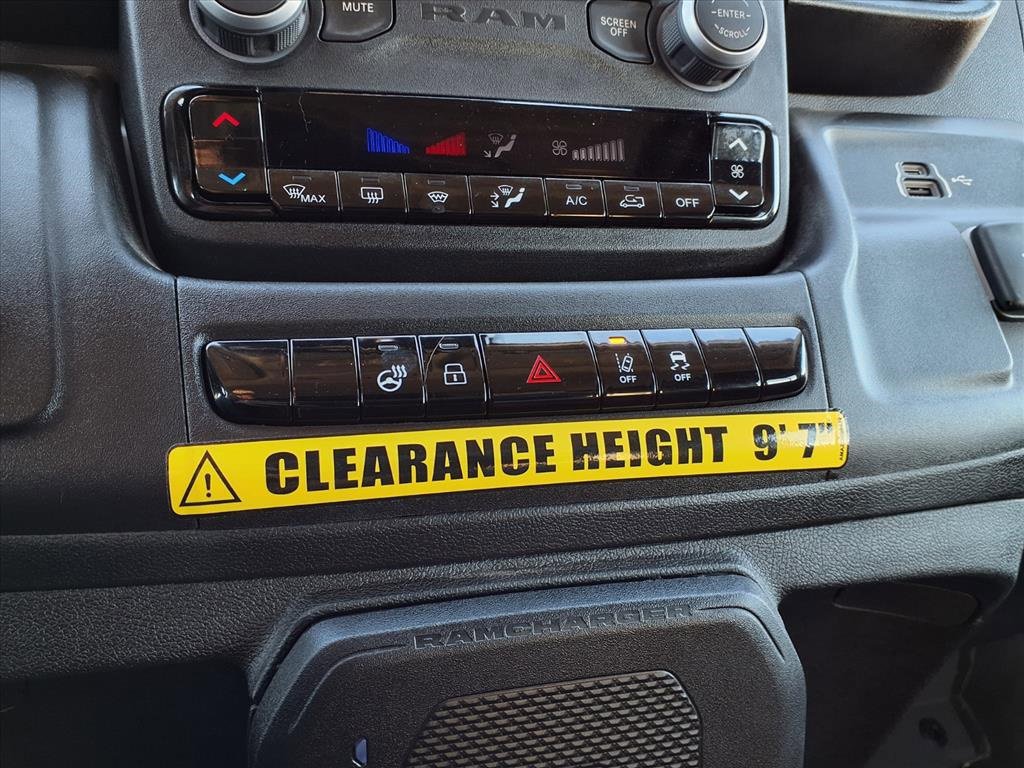 MUTE
RAM
SCREEN
OFF
ENTER
SCROLL
MAX
A/C
OFF
OFF
OFF
! CLEARANCE HEIGHT 9' 7"
RAMCHARGER